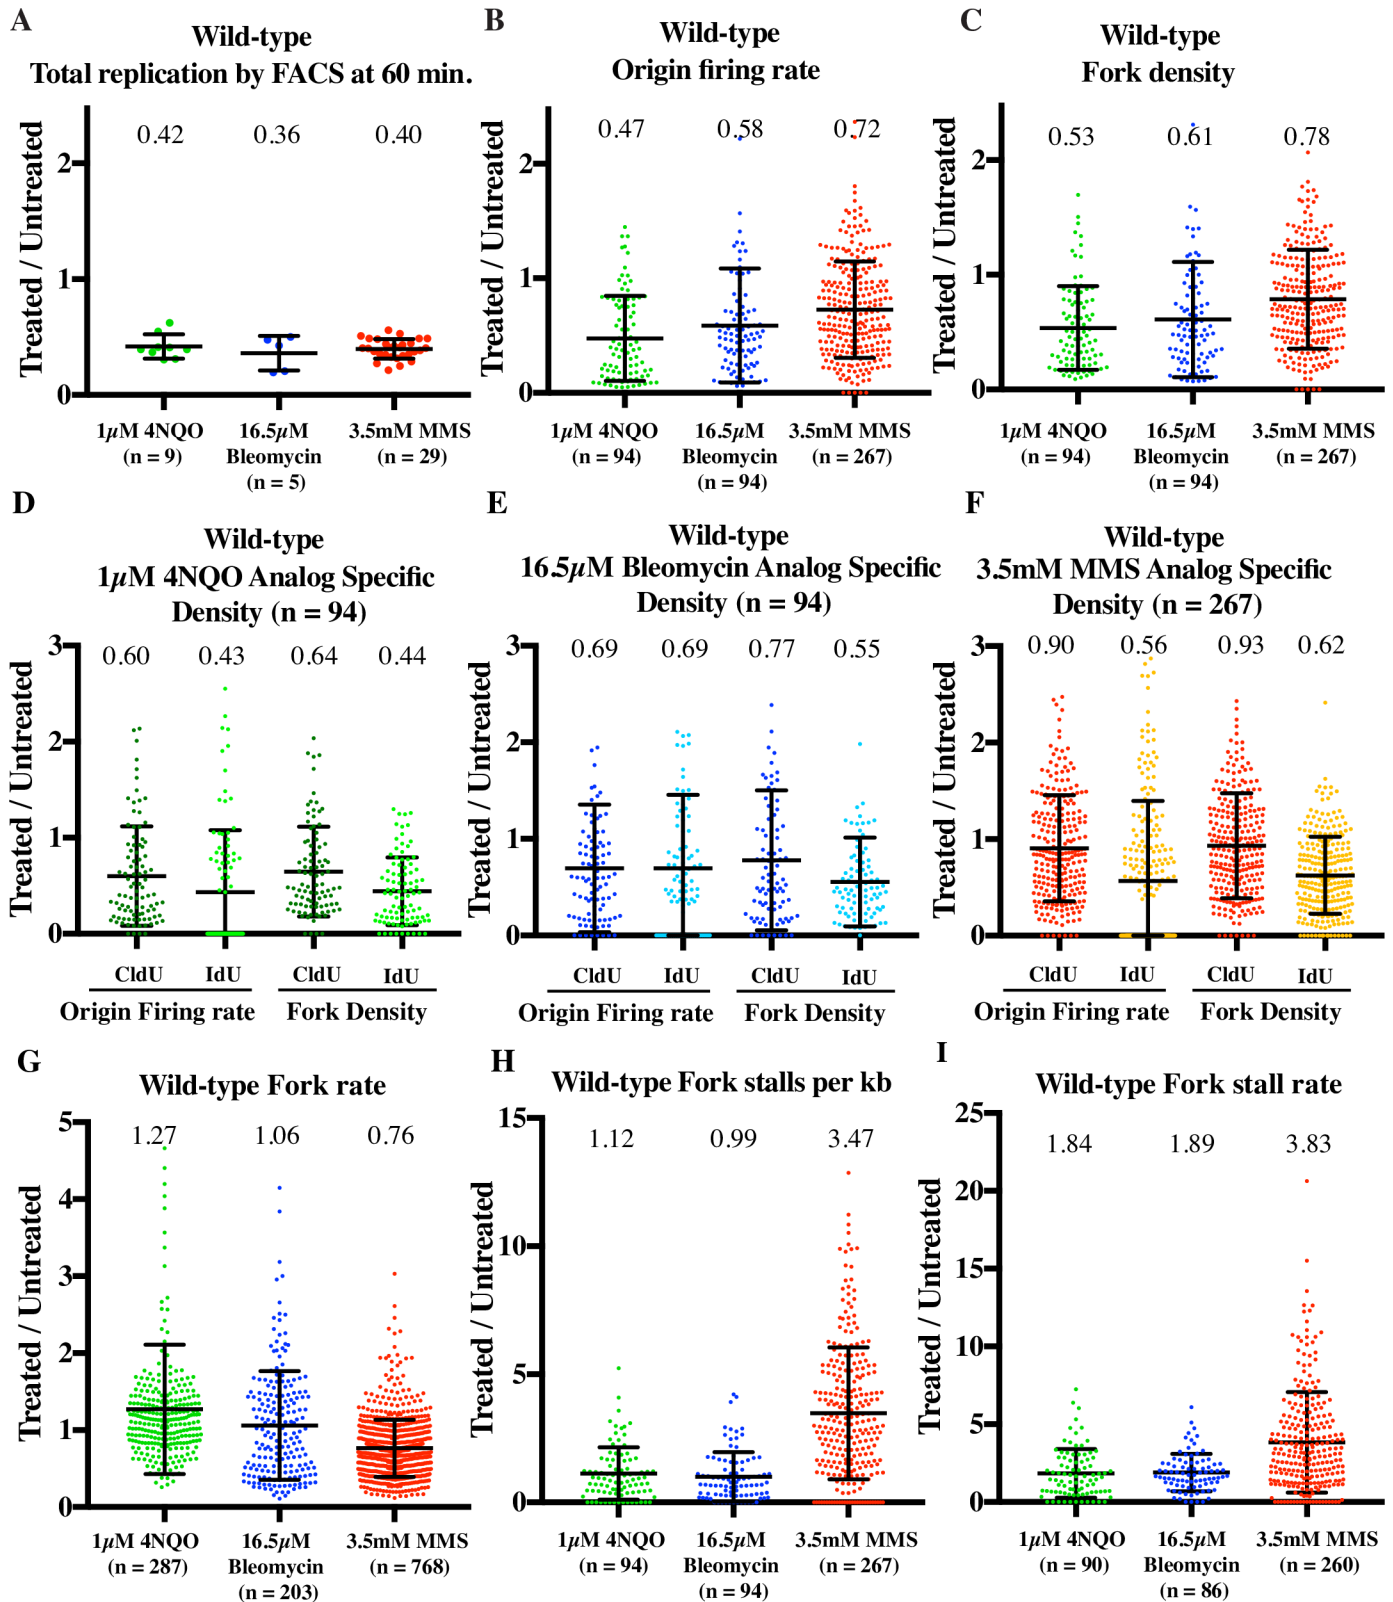 A
Wild-type
Total replication by FACS at 60 min.
Treated / Untreated
2
1
0
0.42
0.36
0.40
1µM 4NQO
(n = 9)
16.5µM
Bleomycin
(n = 5)
3.5mM MMS
(n = 29)
B
Wild-type
Origin firing rate
Treated / Untreated
2
1
0
0.47
0.58
0.72
1µM 4NQO
(n = 94)
16.5µM
Bleomycin
(n = 94)
3.5mM MMS
(n = 267)
C
Wild-type
Fork density
Treated / Untreated
2
1
0
0.53
0.61
0.78
1µM 4NQO
(n = 94)
16.5µM
Bleomycin
(n = 94)
3.5mM MMS
(n = 267)
D
Wild-type
1µM 4NQO Analog Specific
Density (n = 94)
Treated / Untreated
3
2
1
0
0.60
0.43
0.64
0.44
CldU
IdU
CldU
IdU
Origin Firing rate
Fork Density
E
Wild-type
16.5µM Bleomycin Analog Specific
Density (n = 94)
Treated / Untreated
3
2
1
0
0.69
0.69
0.77
0.55
CldU
IdU
CldU
IdU
Origin Firing rate
Fork Density
F
Wild-type
3.5mM MMS Analog Specific
Density (n = 267)
Treated / Untreated
3
2
1
0
0.90
0.56
0.93
0.62
CldU
IdU
CldU
IdU
Origin Firing rate
Fork Density
G
Wild-type Fork rate
Treated / Untreated
5
4
3
2
1
0
1.27
1.06
0.76
1µM 4NQO
(n = 287)
16.5µM
Bleomycin
(n = 203)
3.5mM MMS
(n = 768)
H
Wild-type Fork stalls per kb
Treated / Untreated
15
10
5
0
1.12
0.99
3.47
1µM 4NQO
(n = 94)
16.5µM
Bleomycin
(n = 94)
3.5mM MMS
(n = 267)
I
Wild-type Fork stall rate
Treated / Untreated
25
20
15
10
5
0
1.84
1.89
3.83
1µM 4NQO
(n = 90)
16.5µM
Bleomycin
(n = 86)
3.5mM MMS
(n = 260)